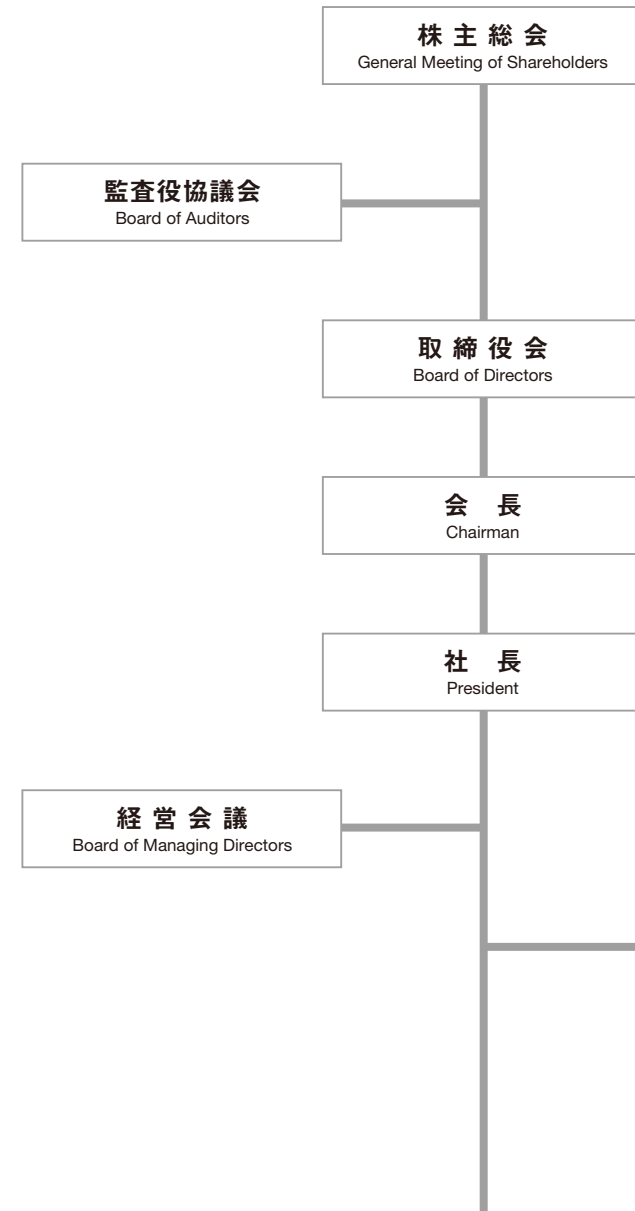 株主総会
General Meeting of Shareholders
監査役協議会
Board of Auditors
取締役会
Board of Directors
会長
Chairman
社長
President
経営会議
Board of Managing Directors